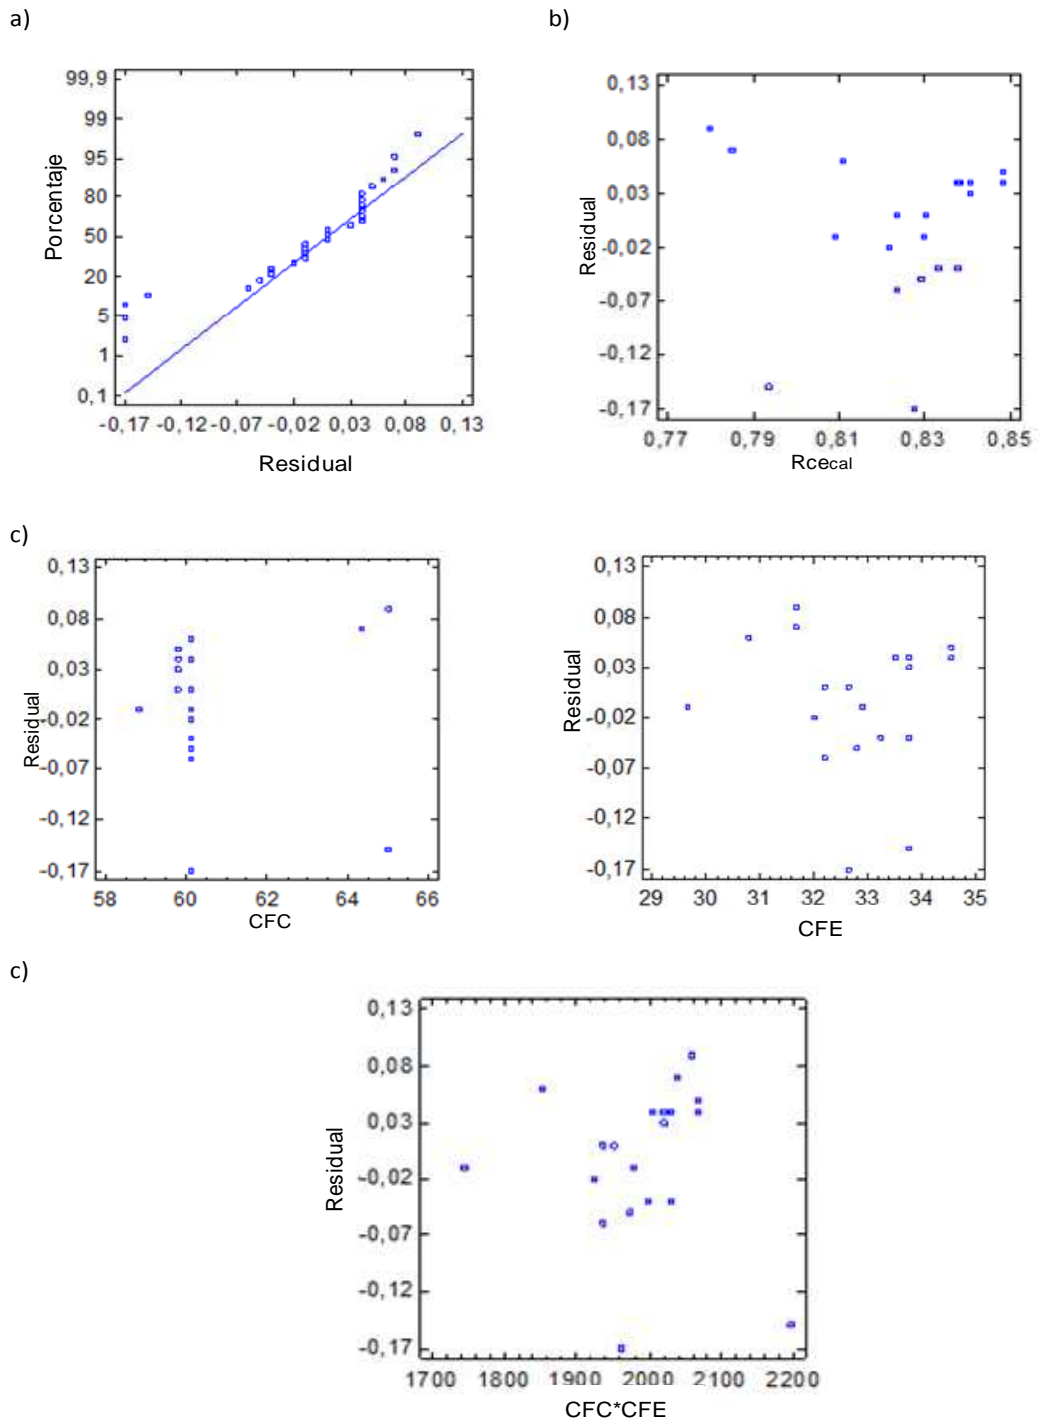 a)
b)
99,9
99
95
80
50
20
5
1
0,1
Porcentaje
-0,17 -0,12 -0,07 -0,02 0,03 0,08 0,13
Residual
0,13
0,08
0,03
-0,02
-0,07
-0,12
-0,17
Residual
0,77 0,79 0,81 0,83 0,85
Rcecal
c)
0,13
0,08
0,03
-0,02
-0,07
-0,12
-0,17
Residual
58 60 62 64 66
CFC
0,13
0,08
0,03
-0,02
-0,07
-0,12
-0,17
Residual
29 30 31 32 33 34 35
CFE
c)
0,13
0,08
0,03
-0,02
-0,07
-0,12
-0,17
Residual
1700 1800 1900 2000 2100 2200
CFC*CFE